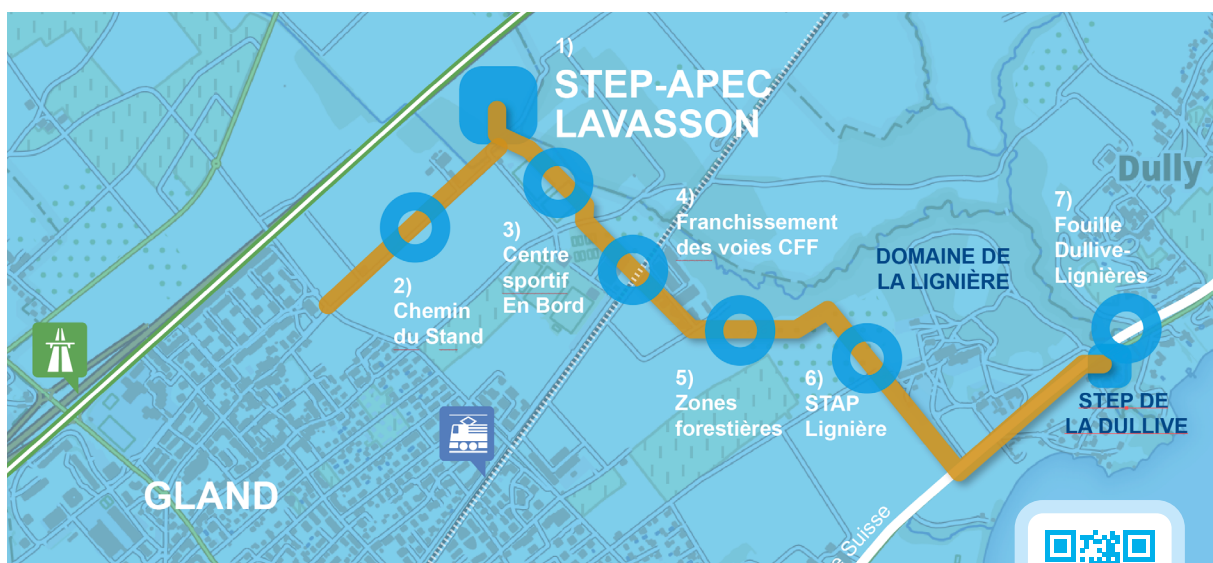 1)
STEP-APEC
LAVASSON
Dully
4)
Franchissement
des voies CFF
7)
Fouille
Dullive-
Lignières
3)
Centre
sportif
En Bord
DOMAINE DE
LA LIGNIÈRE
2)
Chemin
du Stand
5)
Zones
forestières
6)
STAP
Lignière
STEP DE
LA DULLIVE
GLAND
Suisse